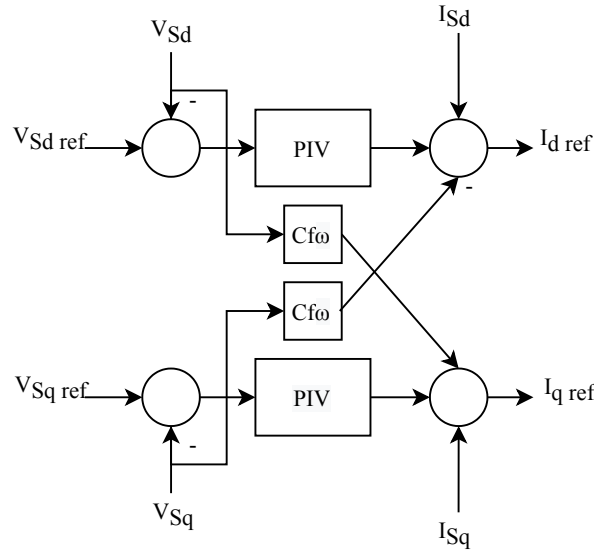 V_Sd
I_Sd
-
V_Sd ref
PIV
I_d ref
-
Cfω
Cfω
V_Sq ref
PIV
I_q ref
-
V_Sq
I_Sq